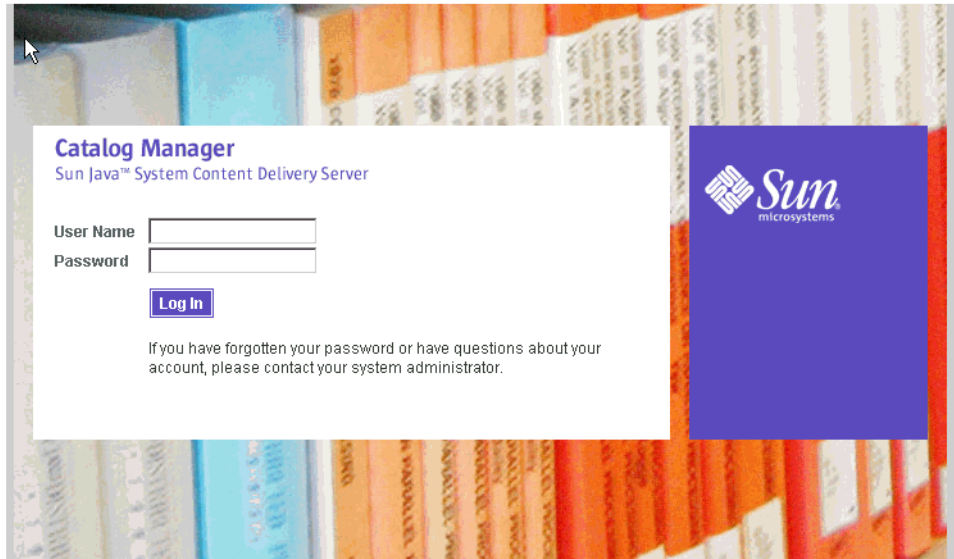 Catalog Manager
Sun Java™ System Content Delivery Server
Sun
microsystems
User Name
Password
Log In
If you have forgotten your password or have questions about your
account, please contact your system administrator.